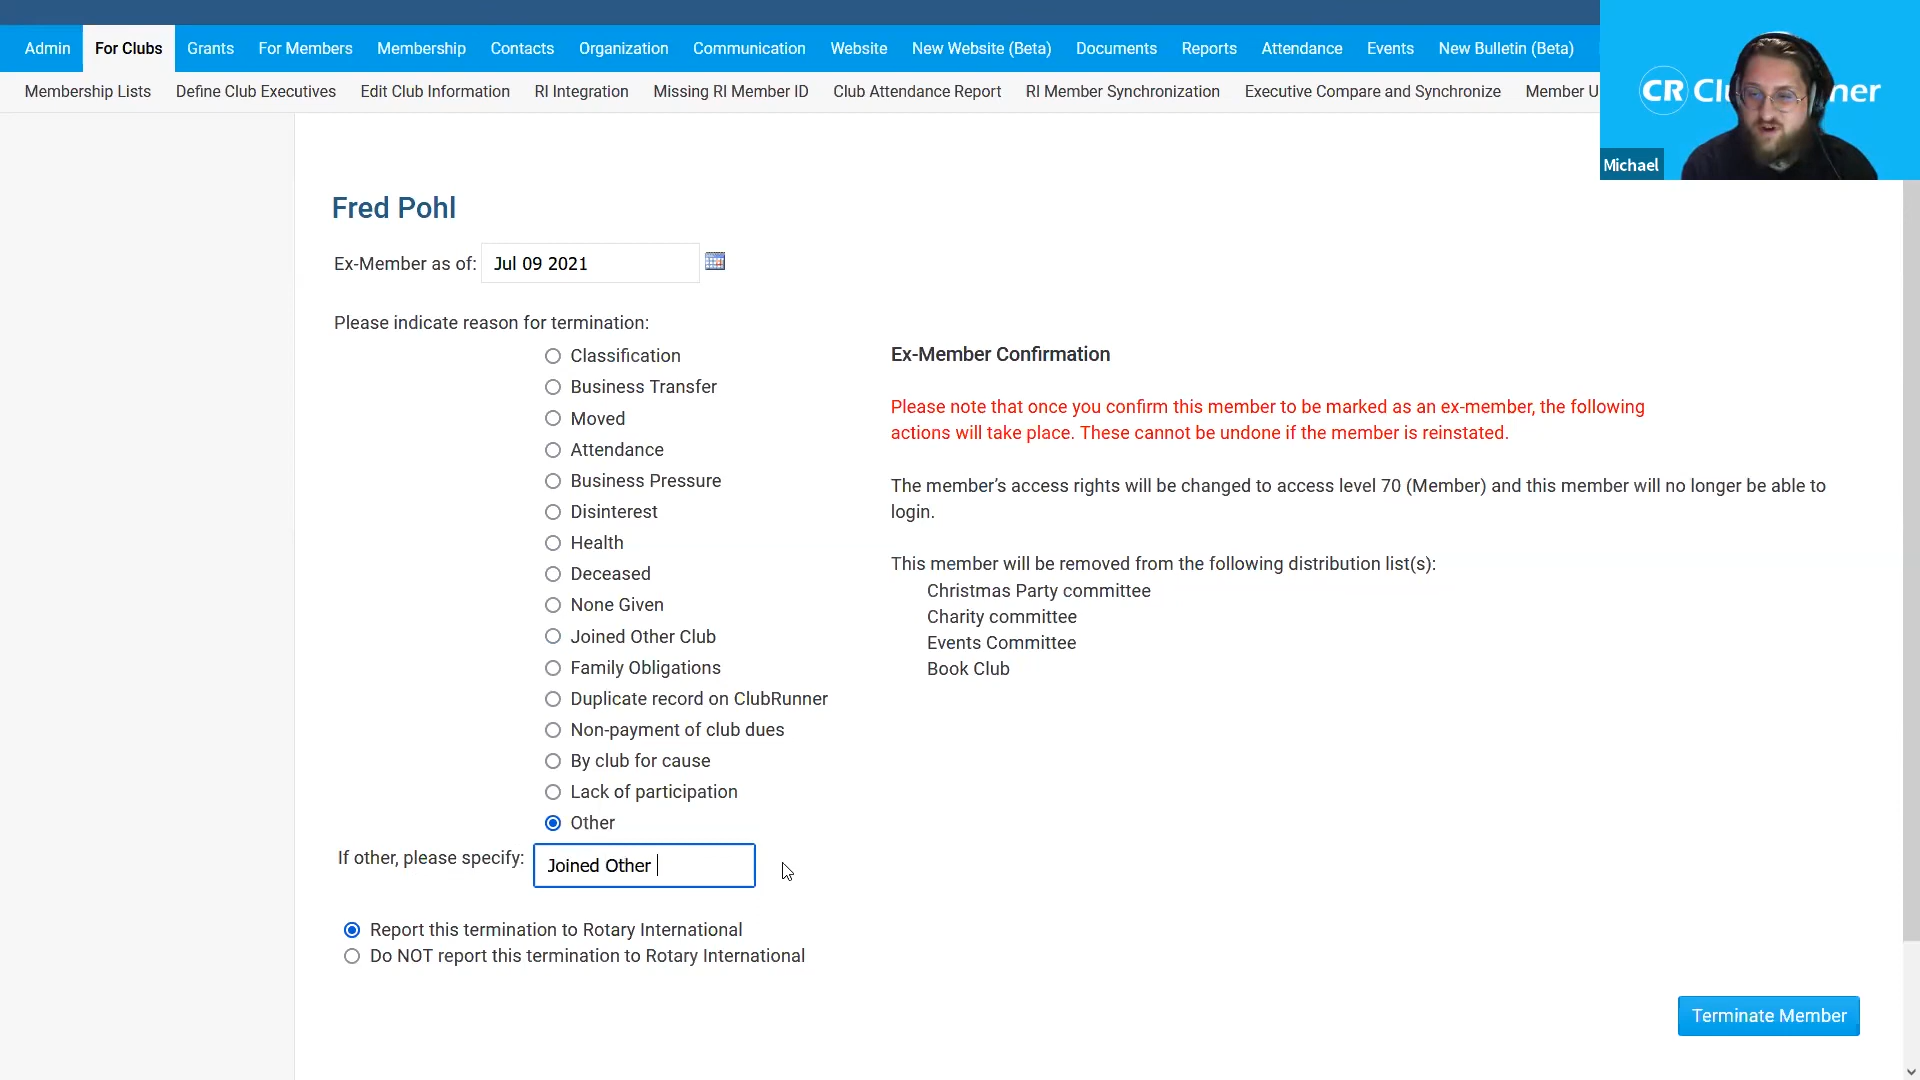 Admin For Clubs Grants For Members Membership Contacts Organization Communication Website New Website (Beta) Documents Reports Attendance Events New Bulletin (Beta)
Membership Lists Define Club Executives Edit Club Information RI Integration Missing RI Member ID Club Attendance Report RI Member Synchronization Executive Compare and Synchronize Member U
CR Cl ner
Michael
Fred Pohl
Ex-Member as of: Jul 09 2021
Please indicate reason for termination:
Classification
Business Transfer
Moved
Attendance
Business Pressure
Disinterest
Health
Deceased
None Given
Joined Other Club
Family Obligations
Duplicate record on ClubRunner
Non-payment of club dues
By club for cause
Lack of participation
Other
If other, please specify: Joined Other
Report this termination to Rotary International
Do NOT report this termination to Rotary International
Ex-Member Confirmation
Please note that once you confirm this member to be marked as an ex-member, the following
actions will take place. These cannot be undone if the member is reinstated.
The member’s access rights will be changed to access level 70 (Member) and this member will no longer be able to
login.
This member will be removed from the following distribution list(s):
Christmas Party committee
Charity committee
Events Committee
Book Club
Terminate Member